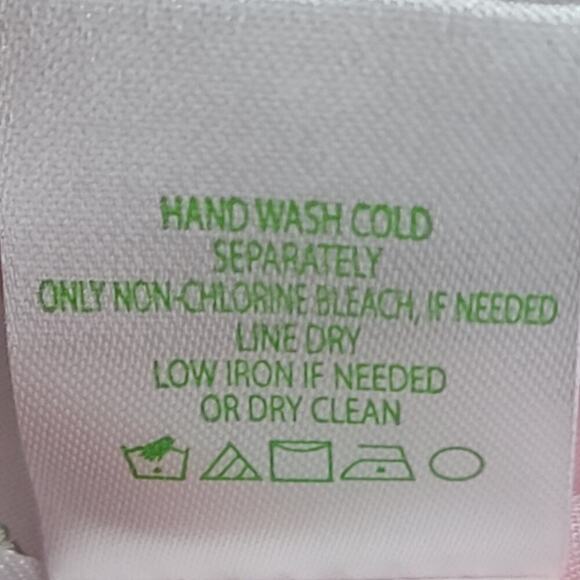 HAND WASH COLD
SEPARATELY
ONLY NON-CHLORINE BLEACH, IF NEEDED
LINE DRY
LOW IRON IF NEEDED
OR DRY CLEAN